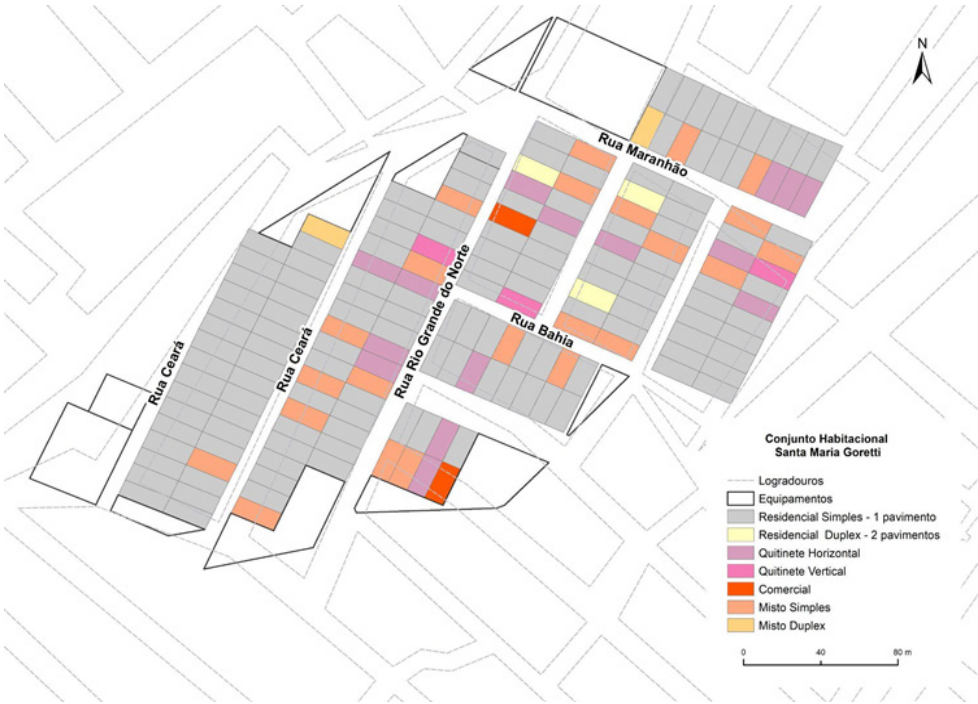 N
Rua Maranhão
Rua Ceará
Rua Ceará
Rua Rio Grande do Norte
Rua Bahia
Conjunto Habitacional
Santa Maria Goretti
Logradouros
Equipamentos
Residencial Simples - 1 pavimento
Residencial Duplex - 2 pavimentos
Quitinete Horizontal
Quitinete Vertical
Comercial
Misto Simples
Misto Duplex
0 40 80 m